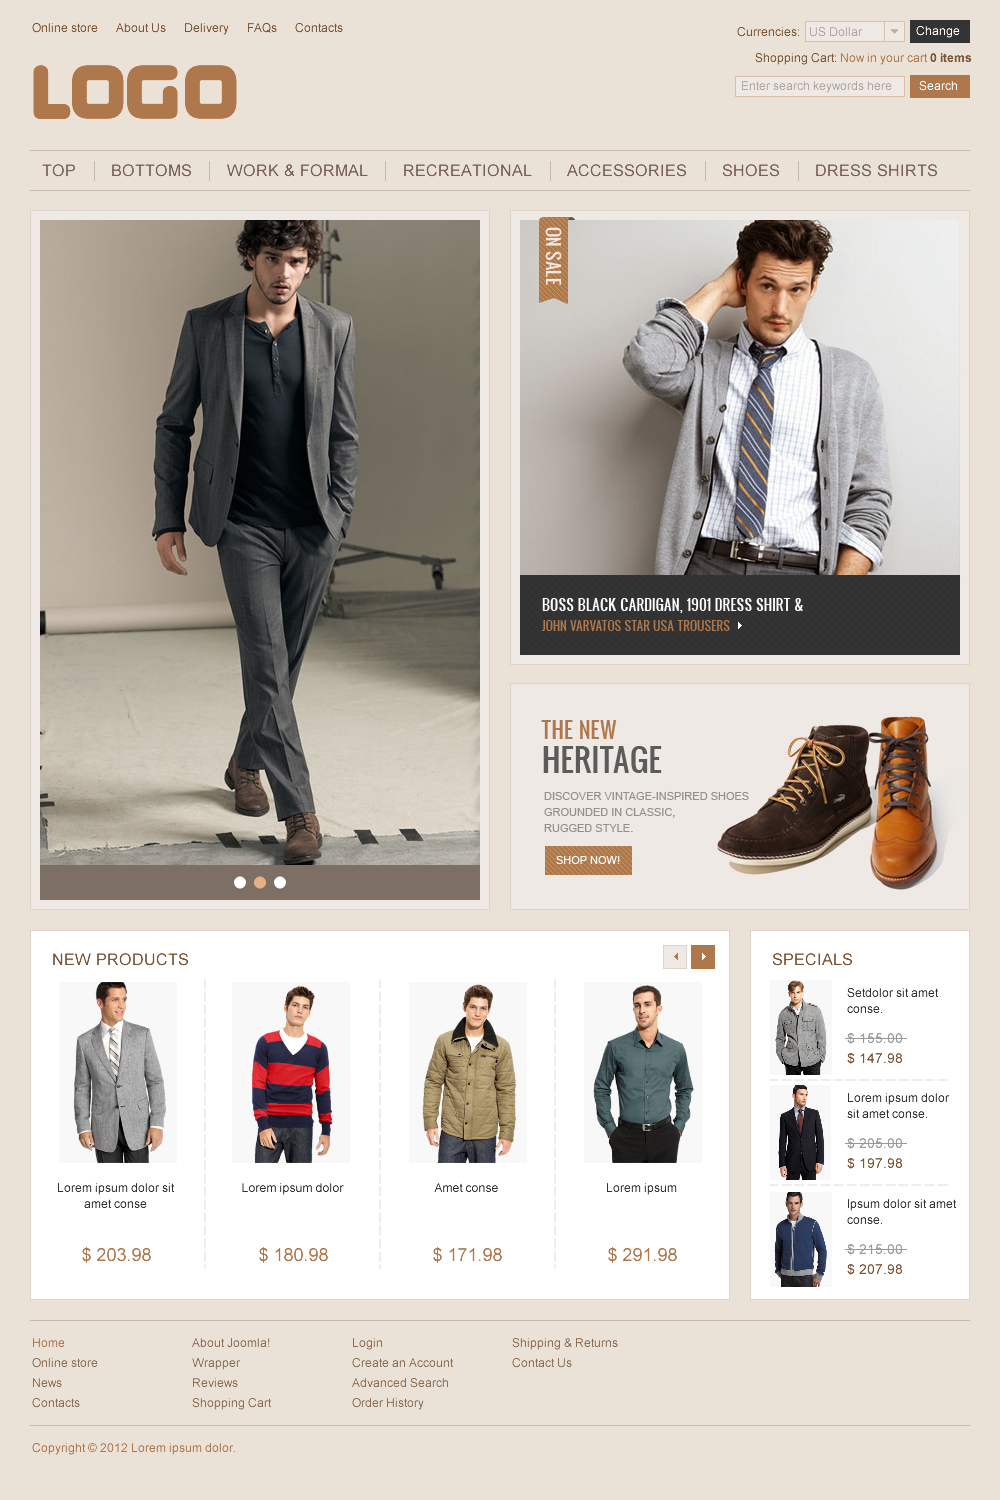 Online store About Us Delivery FAQs Contacts
Currencies: US Dollar Change
Shopping Cart: Now in your cart 0 items
Enter search keywords here Search
LOGO
TOP BOTTOMS WORK & FORMAL RECREATIONAL ACCESSORIES SHOES DRESS SHIRTS
ON SALE
BOSS BLACK CARDIGAN, 1901 DRESS SHIRT &
JOHN VARVATOS STAR USA TROUSERS
THE NEW
HERITAGE
DISCOVER VINTAGE-INSPIRED SHOES
GROUNDED IN CLASSIC,
RUGGED STYLE.
SHOP NOW!
NEW PRODUCTS
Lorem ipsum dolor sit
amet conse
$ 203.98
Lorem ipsum dolor
$ 180.98
Amet conse
$ 171.98
Lorem ipsum
$ 291.98
SPECIALS
Setdolor sit amet
conse.
$ 155.00
$ 147.98
Lorem ipsum dolor
sit amet conse.
$ 205.00
$ 197.98
Ipsum dolor sit amet
conse.
$ 215.00
$ 207.98
Home
Online store
News
Contacts
About Joomla!
Wrapper
Reviews
Shopping Cart
Login
Create an Account
Advanced Search
Order History
Shipping & Returns
Contact Us
Copyright © 2012 Lorem ipsum dolor.